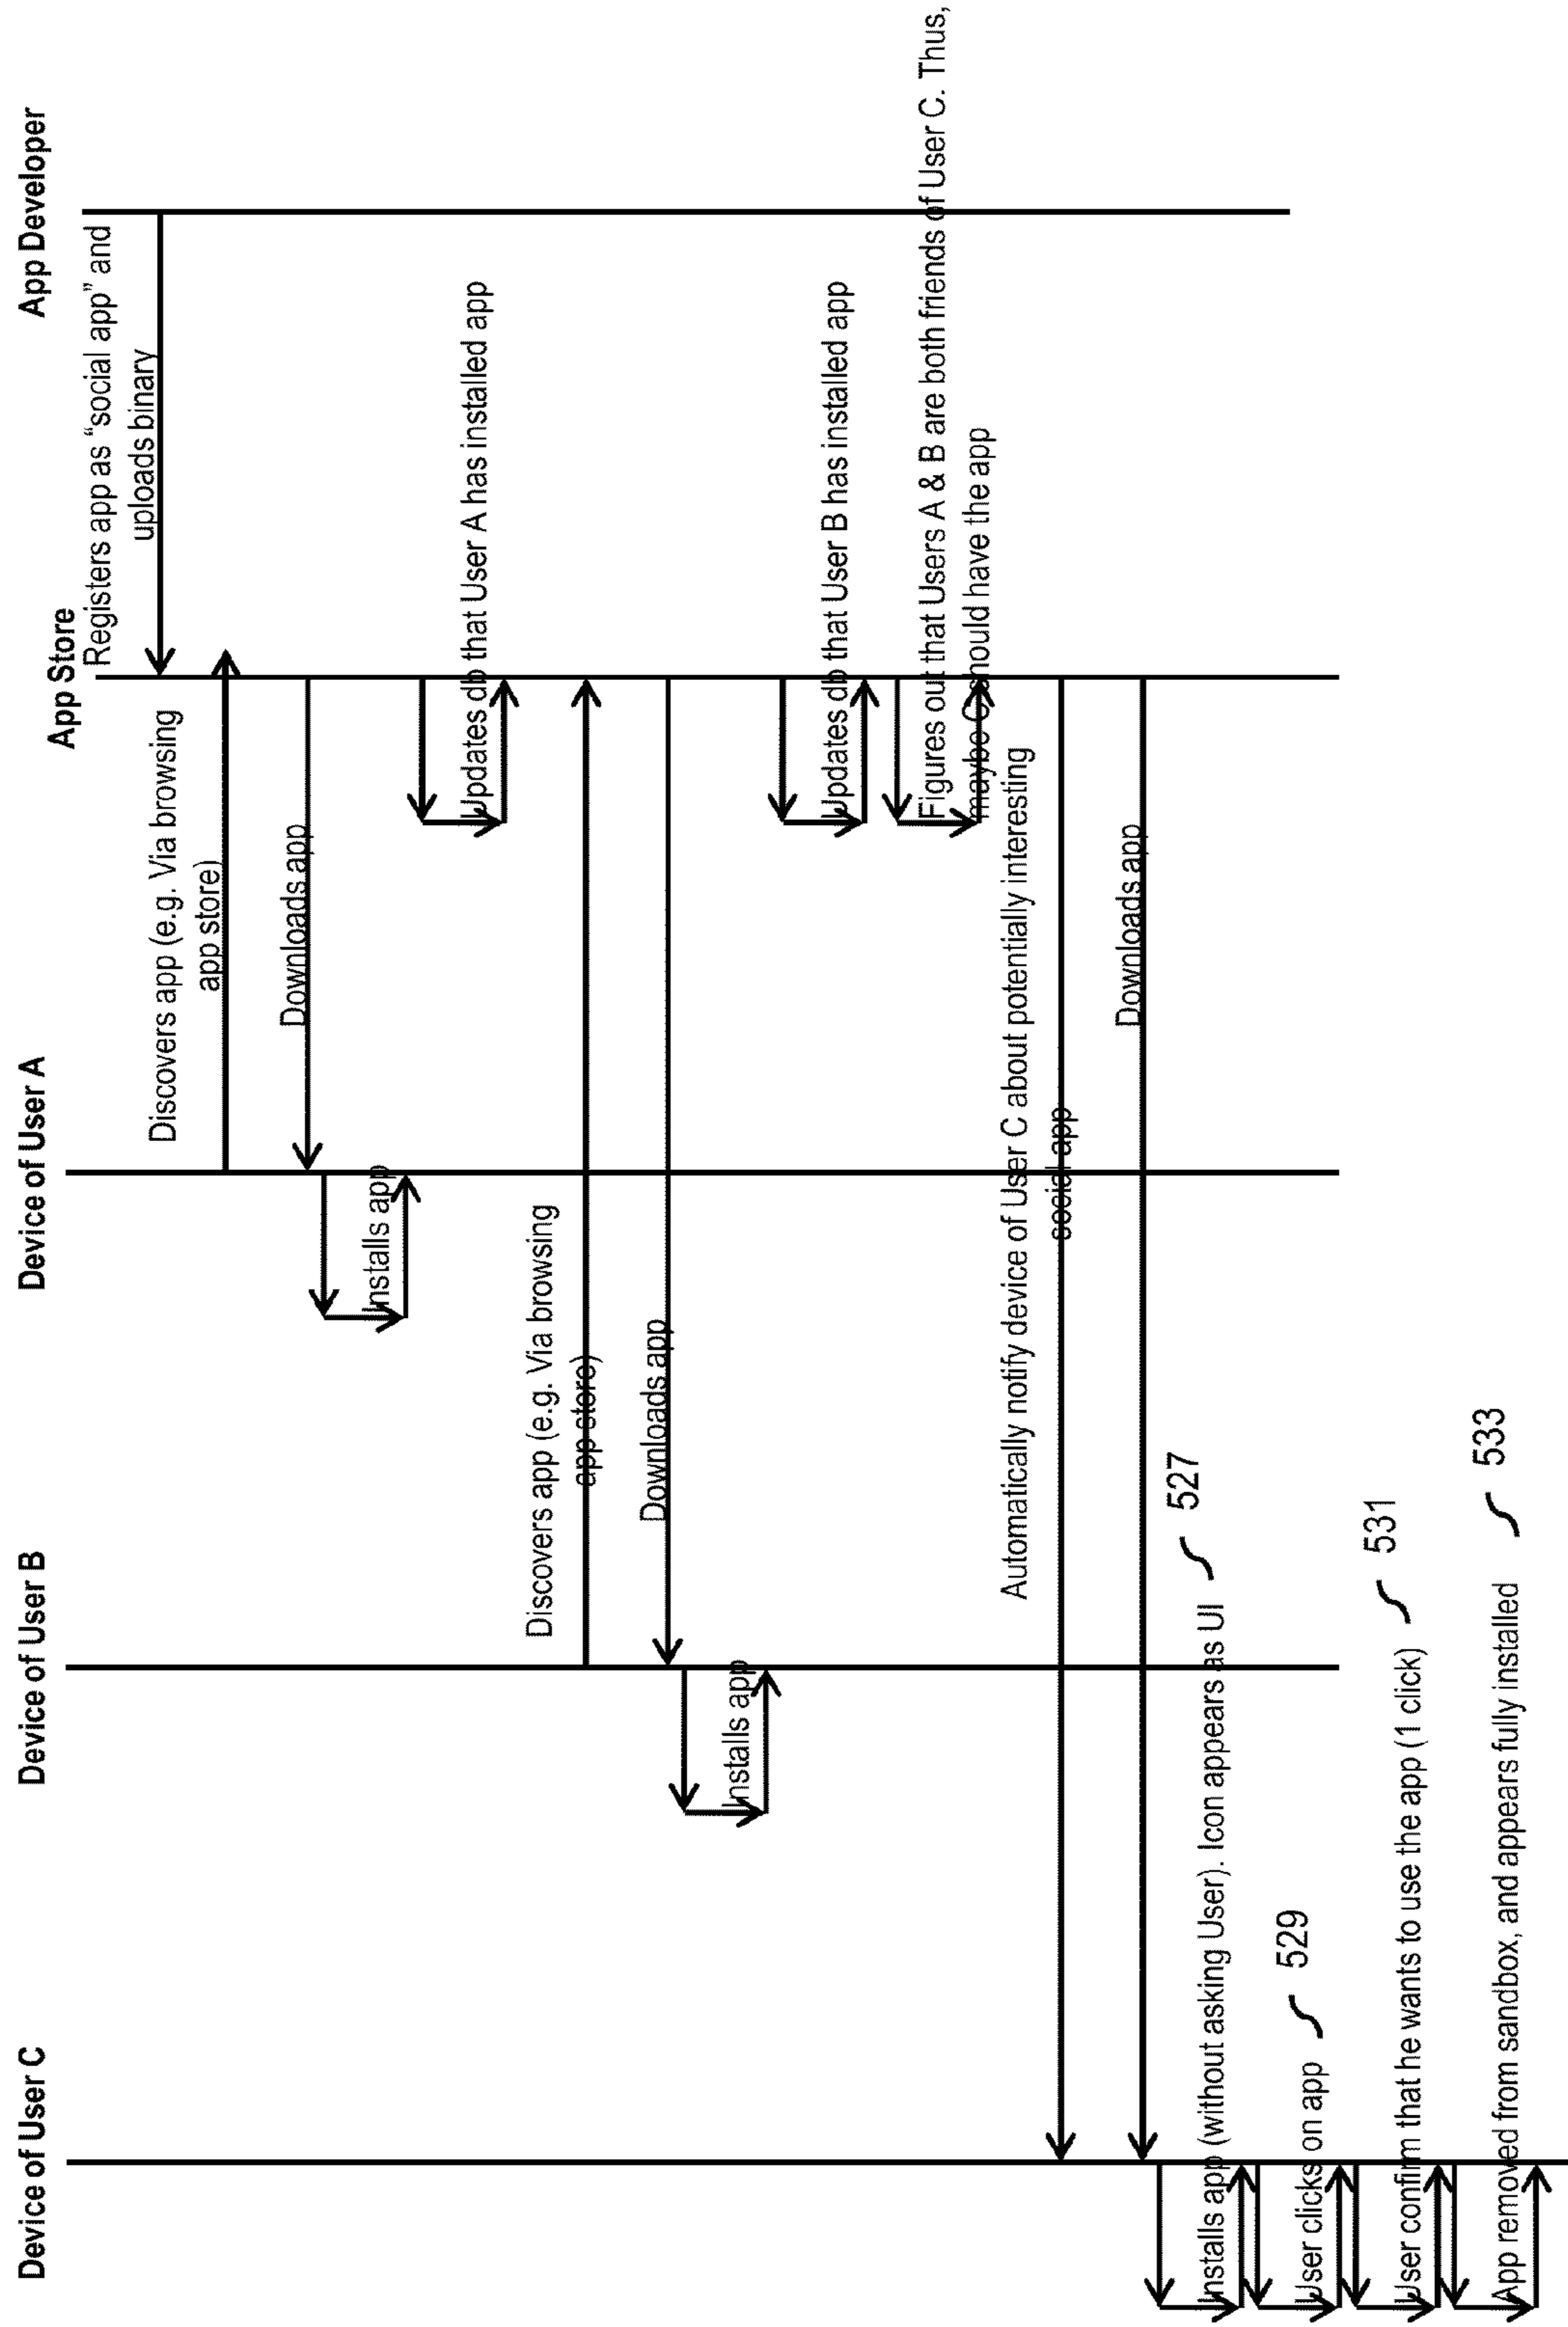 Device of User C
Device of User B
Device of User A
App Store
App Developer
Registers app as “social app” and
uploads binary
Discovers app (e.g. Via browsing
app store)
Downloads app
Installs app
Updates db that User A has installed app
Discovers app (e.g. Via browsing
app store)
Downloads app
Installs app
Updates db that User B has installed app
Figures out that Users A & B are both friends of User C. Thus,
maybe C should have the app
Automatically notify device of User C about potentially interesting
social app
Downloads app
Installs app (without asking User). Icon appears as UI 527
User clicks on app 529
User confirm that he wants to use the app (1 click) 531
App removed from sandbox, and appears fully installed 533